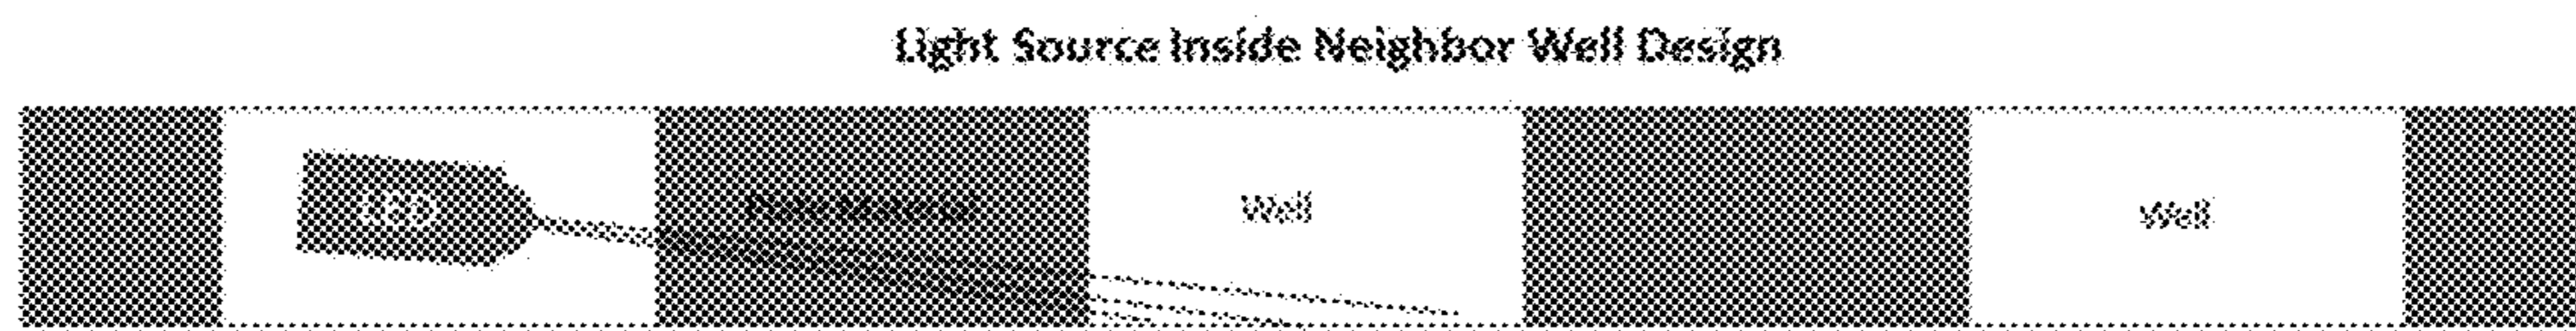 Light Source Inside Neighbor Well Design
LED
Plate Material
Well
Well